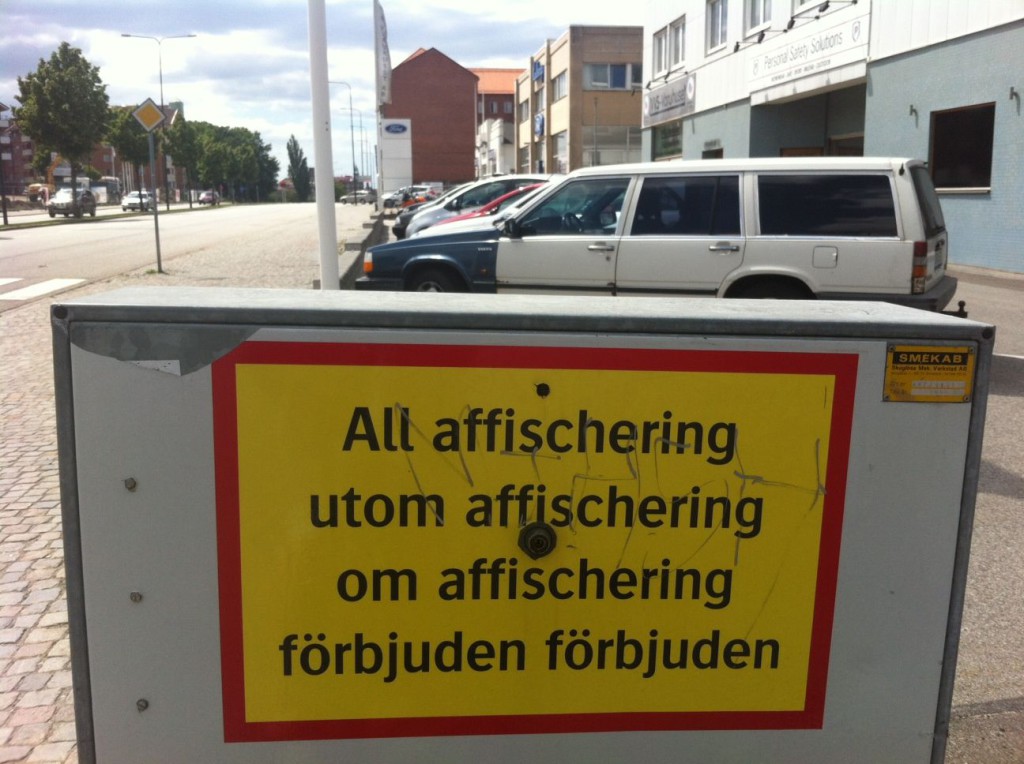 Personal Safety Solutions
Ford
SMEKAB
All affischering
utom affischering
om affischering
förbjuden förbjuden